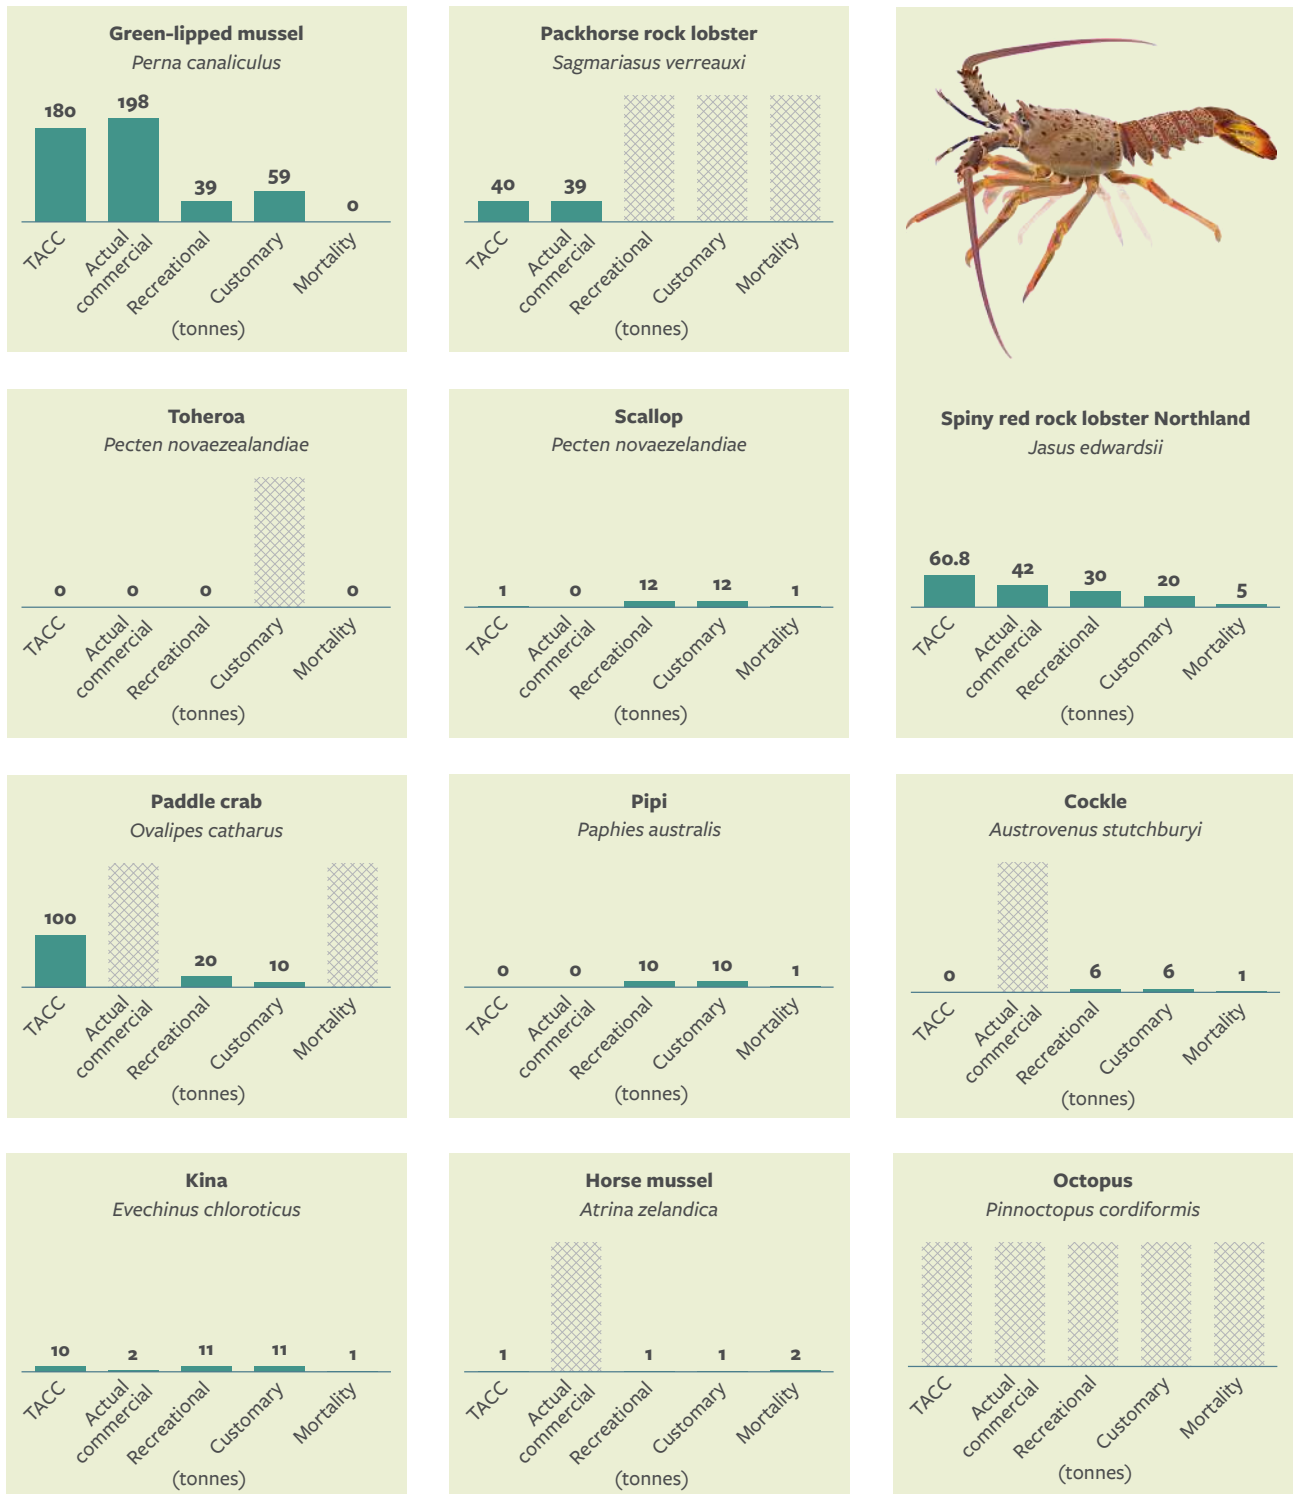 Green-lipped mussel
Perna canaliculus
180
198
39
59
0
TACC
Actual
commercial
Recreational
Customary
Mortality
(tonnes)
Packhorse rock lobster
Sagmariasus verreauxi
40
39
TACC
Actual
commercial
Recreational
Customary
Mortality
(tonnes)
Toheroa
Pecten novaezealandiae
0
0
0
0
TACC
Actual
commercial
Recreational
Customary
Mortality
(tonnes)
Scallop
Pecten novaezelandiae
1
0
12
12
1
TACC
Actual
commercial
Recreational
Customary
Mortality
(tonnes)
Spiny red rock lobster Northland
Jasus edwardsii
60.8
42
30
20
5
TACC
Actual
commercial
Recreational
Customary
Mortality
(tonnes)
Paddle crab
Ovalipes catharus
100
20
10
TACC
Actual
commercial
Recreational
Customary
Mortality
(tonnes)
Pipi
Paphies australis
0
0
10
10
1
TACC
Actual
commercial
Recreational
Customary
Mortality
(tonnes)
Cockle
Austrovenus stutchburyi
0
6
6
1
TACC
Actual
commercial
Recreational
Customary
Mortality
(tonnes)
Kina
Evechinus chloroticus
10
2
11
11
1
TACC
Actual
commercial
Recreational
Customary
Mortality
(tonnes)
Horse mussel
Atrina zelandica
1
1
1
2
TACC
Actual
commercial
Recreational
Customary
Mortality
(tonnes)
Octopus
Pinnoctopus cordiformis
TACC
Actual
commercial
Recreational
Customary
Mortality
(tonnes)